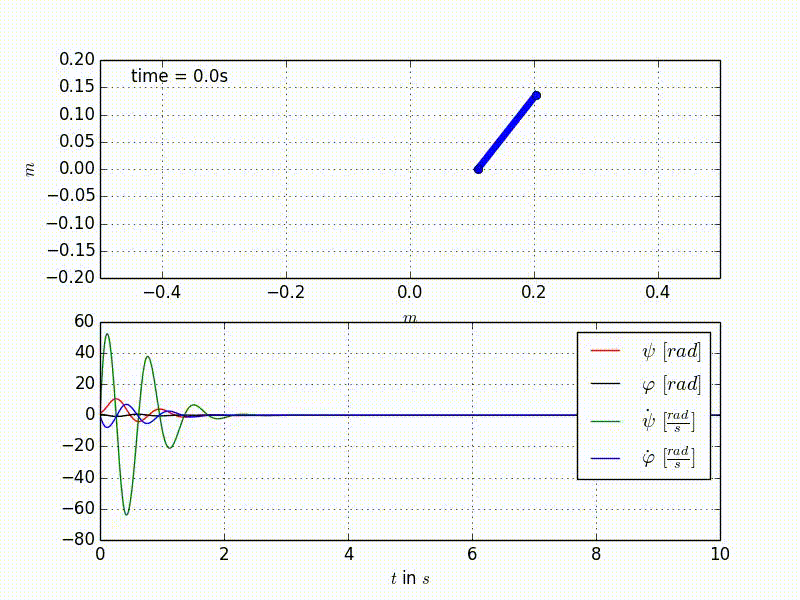 time = 0.0s
0.20
0.15
0.10
0.05
0.00
−0.05
−0.10
−0.15
−0.20
m
−0.4 −0.2 0.0 0.2 0.4
m
60
40
20
0
−20
−40
−60
−80
ψ [rad]
φ [rad]
ψ̇ [rad/s]
φ̇ [rad/s]
0 2 4 6 8 10
t in s